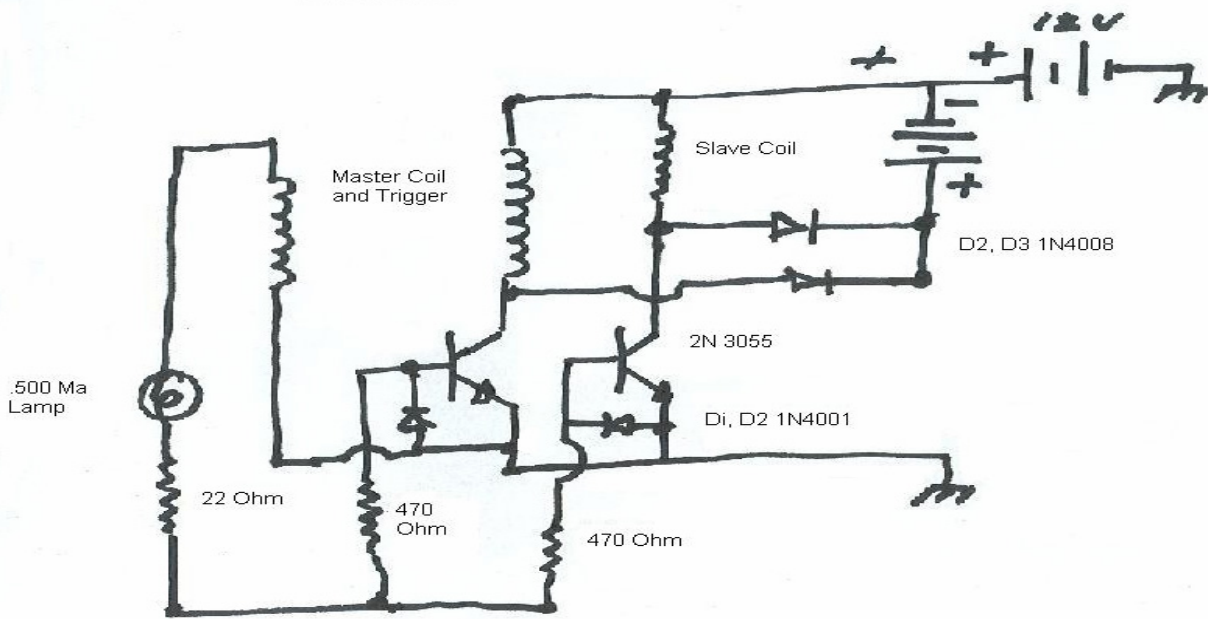 12 V
+
+
-
+
Slave Coil
Master Coil
and Trigger
D2, D3 1N4008
2N 3055
.500 Ma
Lamp
Di, D2 1N4001
22 Ohm
470
Ohm
470 Ohm